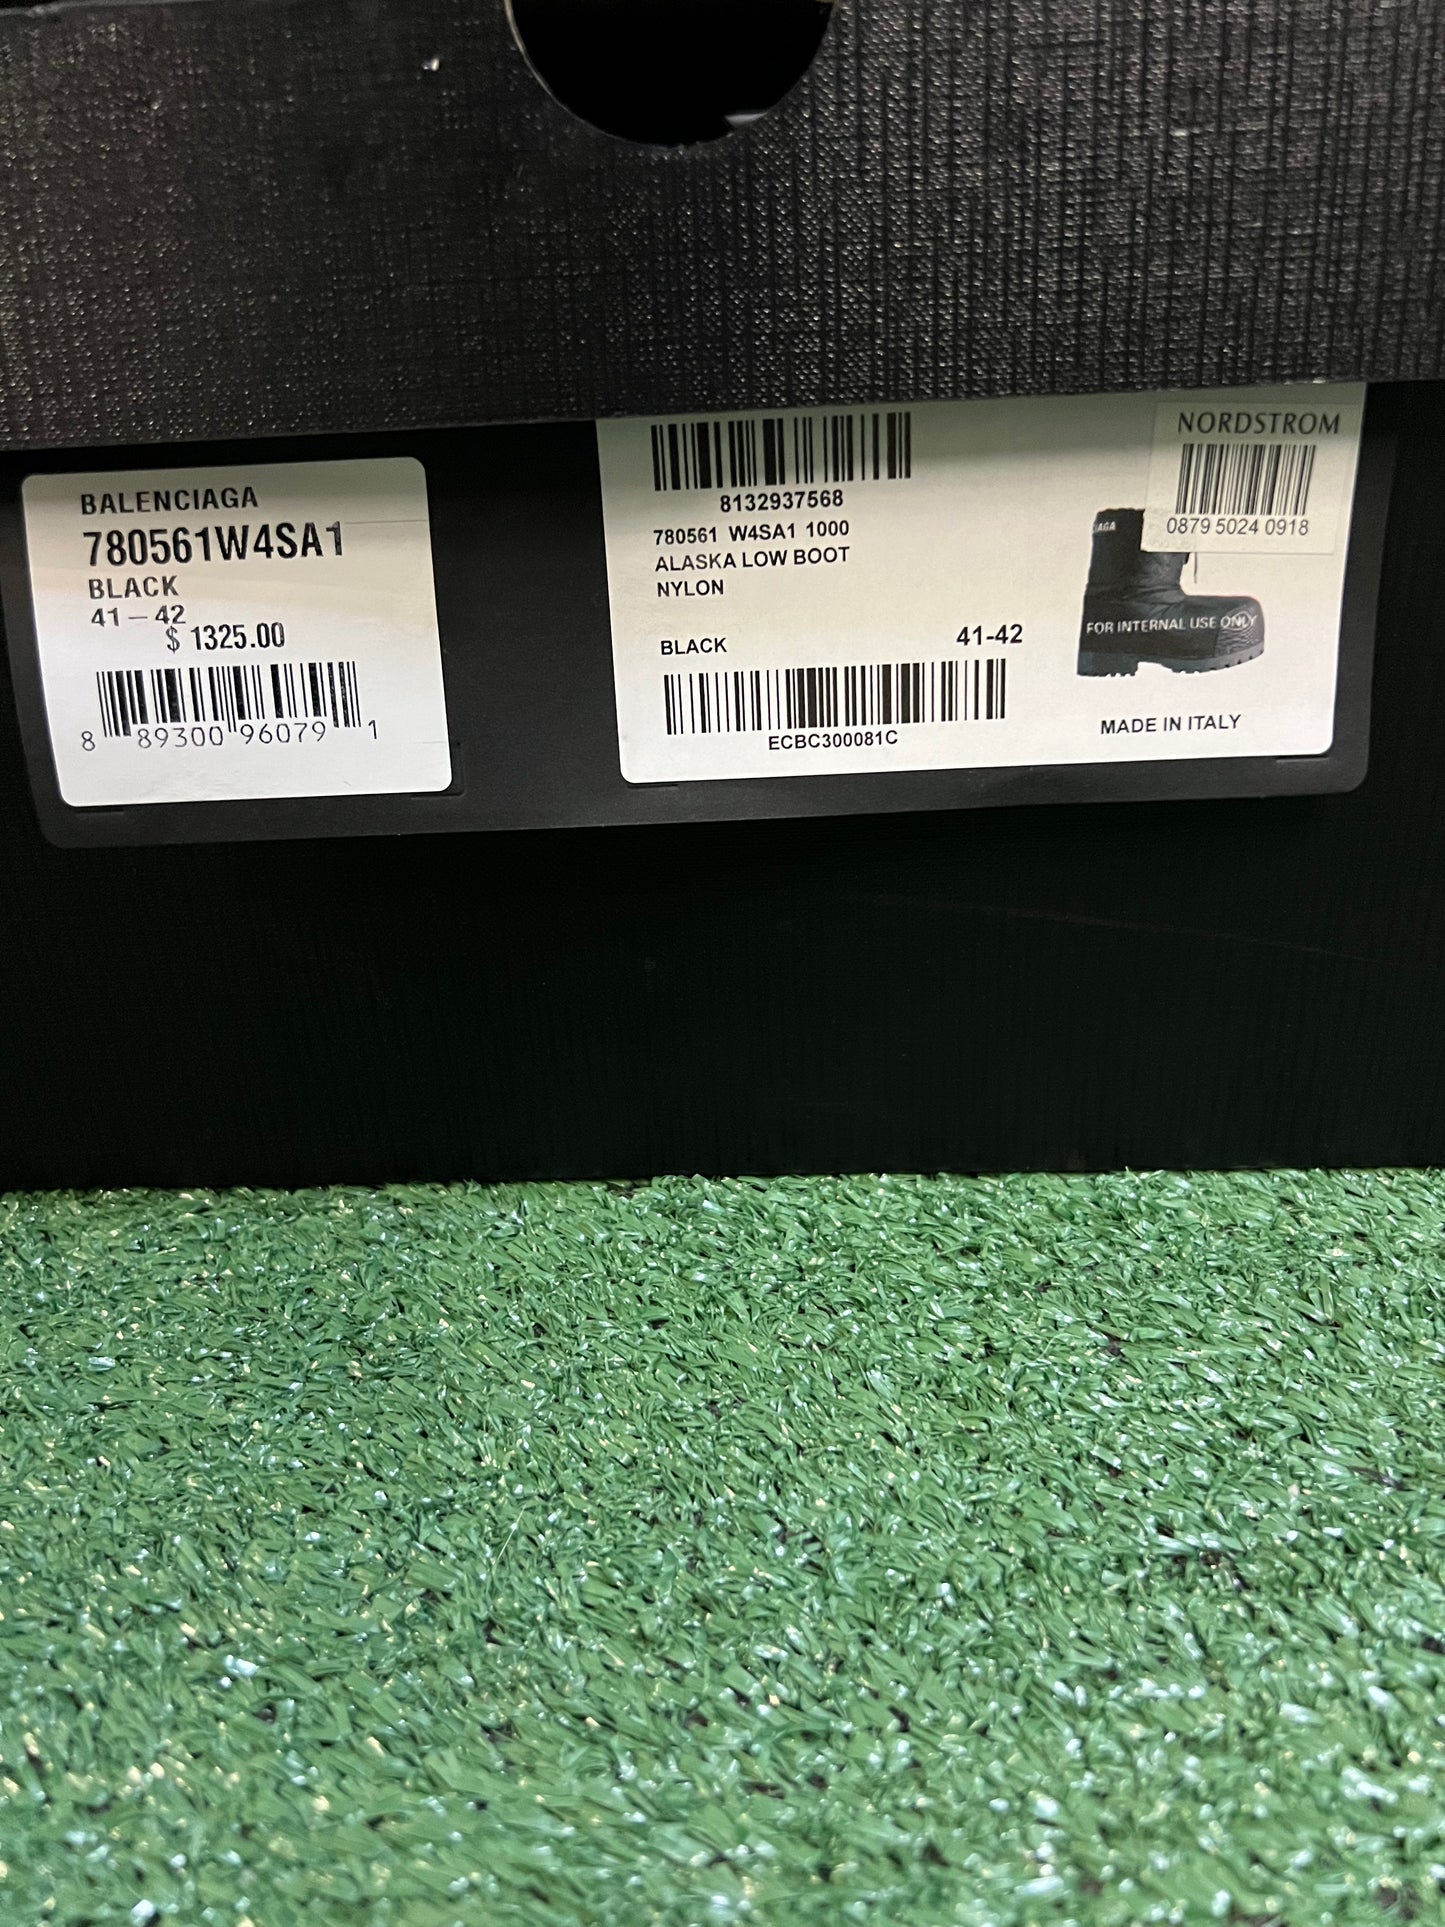 BALENCIAGA
780561W4SA1
BLACK
41 - 42
$ 1325.00
8 89300 96079 1
8132937568
780561 W4SA1 1000
ALASKA LOW BOOT
NYLON
BLACK 41-42
ECBC300081C
NORDSTROM
0879 5024 0918
IAGA
FOR INTERNAL USE ONLY
MADE IN ITALY